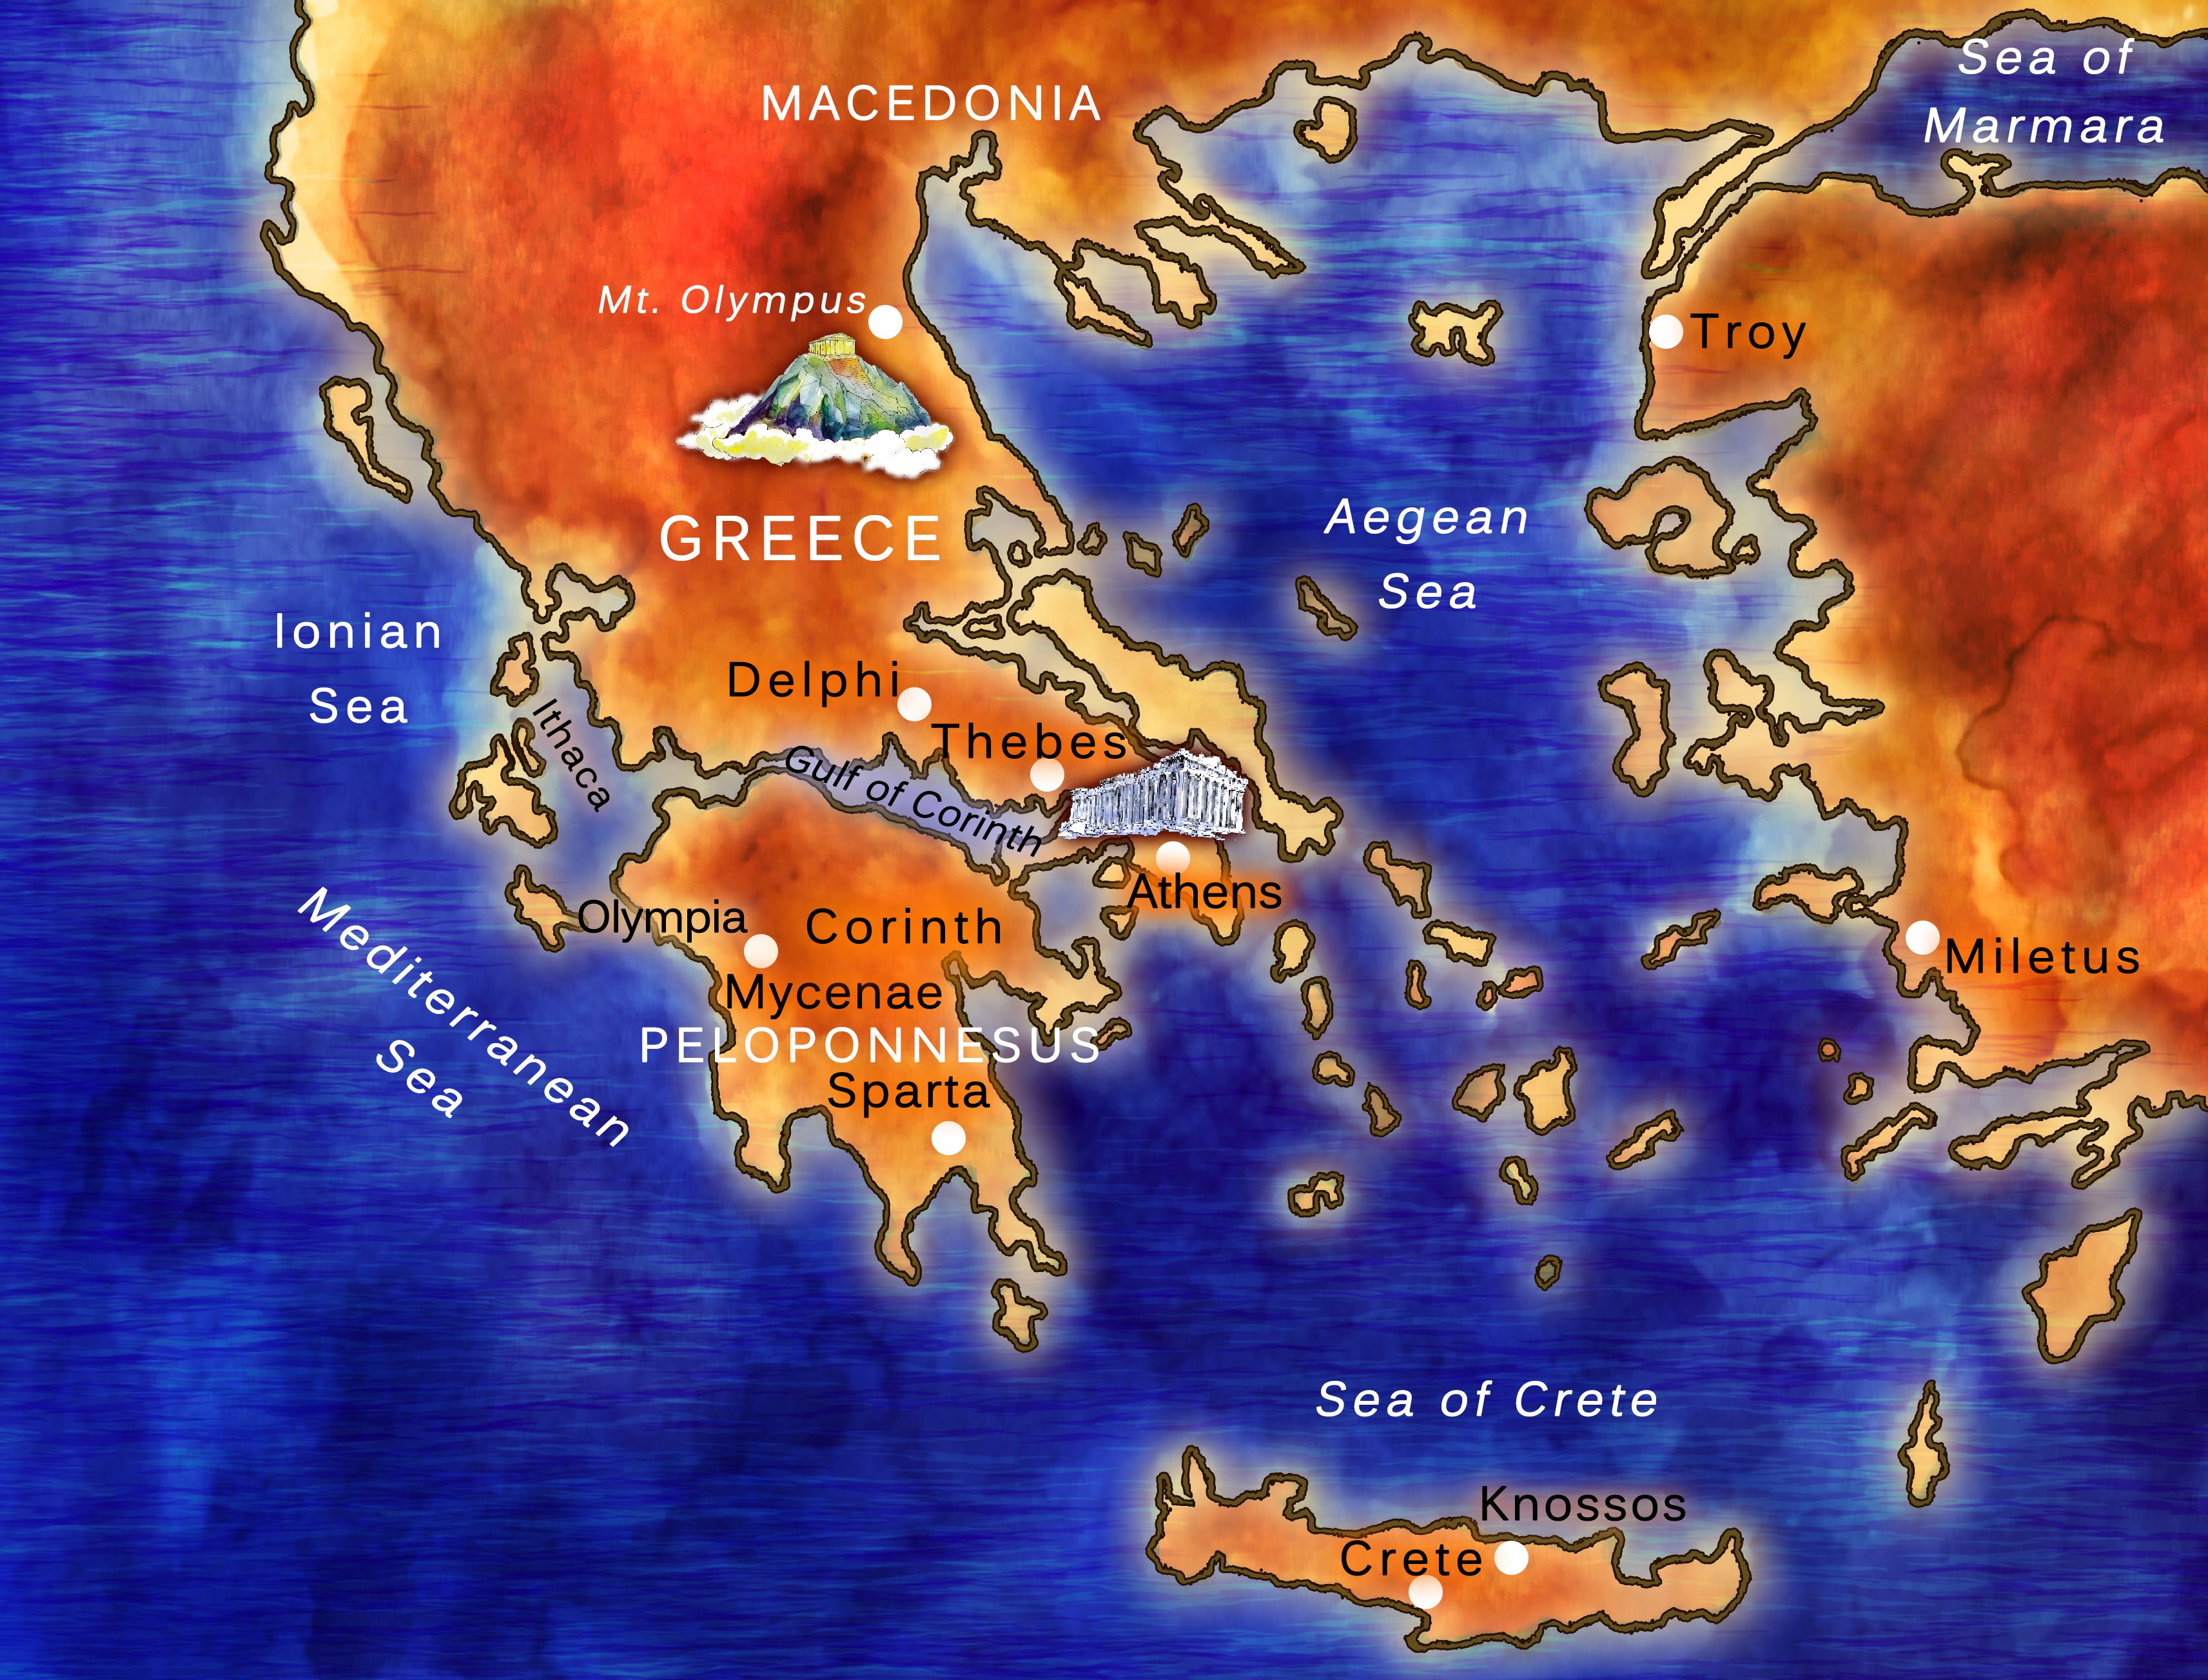 Sea of
Marmara
MACEDONIA
Mt. Olympus
Troy
Aegean
Sea
GREECE
Ionian
Sea
Delphi
Thebes
Ithaca
Gulf of Corinth
Athens
Olympia
Corinth
Miletus
Mediterranean
Sea
Mycenae
PELOPONNESUS
Sparta
Sea of Crete
Knossos
Crete